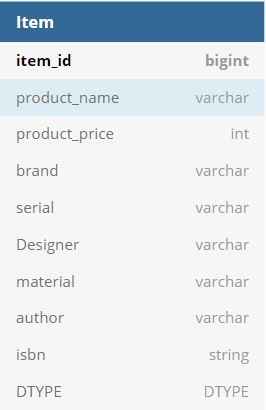 Item
item_id bigint
product_name varchar
product_price int
brand varchar
serial varchar
Designer varchar
material varchar
author varchar
isbn string
DTYPE DTYPE